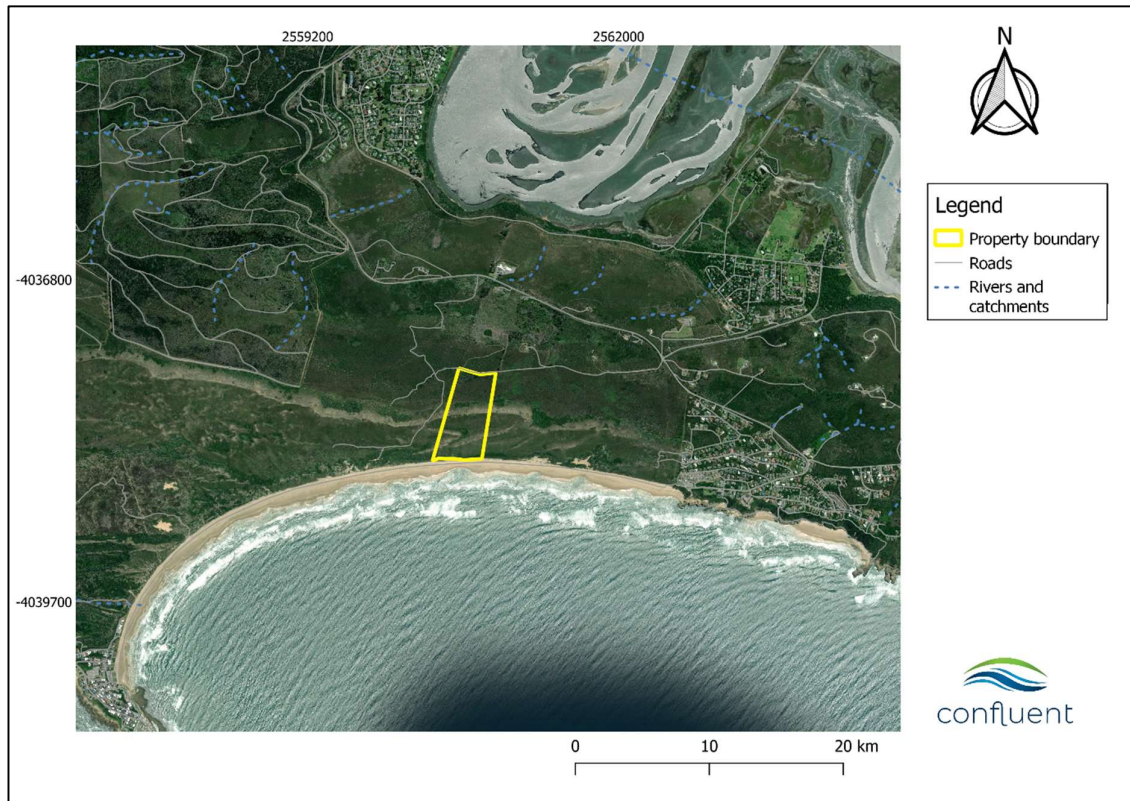 2559200
2562000
N
-4036800
-4039700
Legend
Property boundary
Roads
Rivers and
catchments
confluent
0
10
20 km